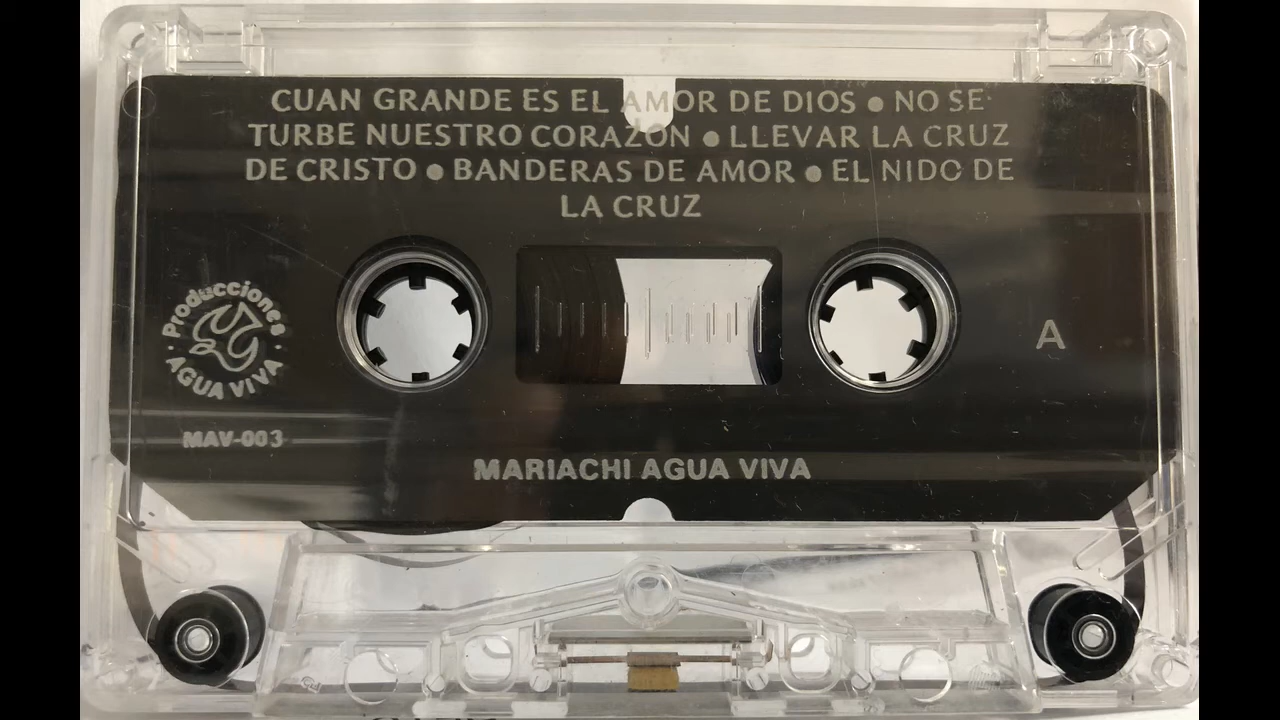 CUAN GRANDE ES EL AMOR DE DIOS ● NO SE
TURBE NUESTRO CORAZON ● LLEVAR LA CRUZ
DE CRISTO ● BANDERAS DE AMOR ● EL NIDO DE
LA CRUZ
Producciones
· AGUA VIVA ·
A
MAV-003
MARIACHI AGUA VIVA